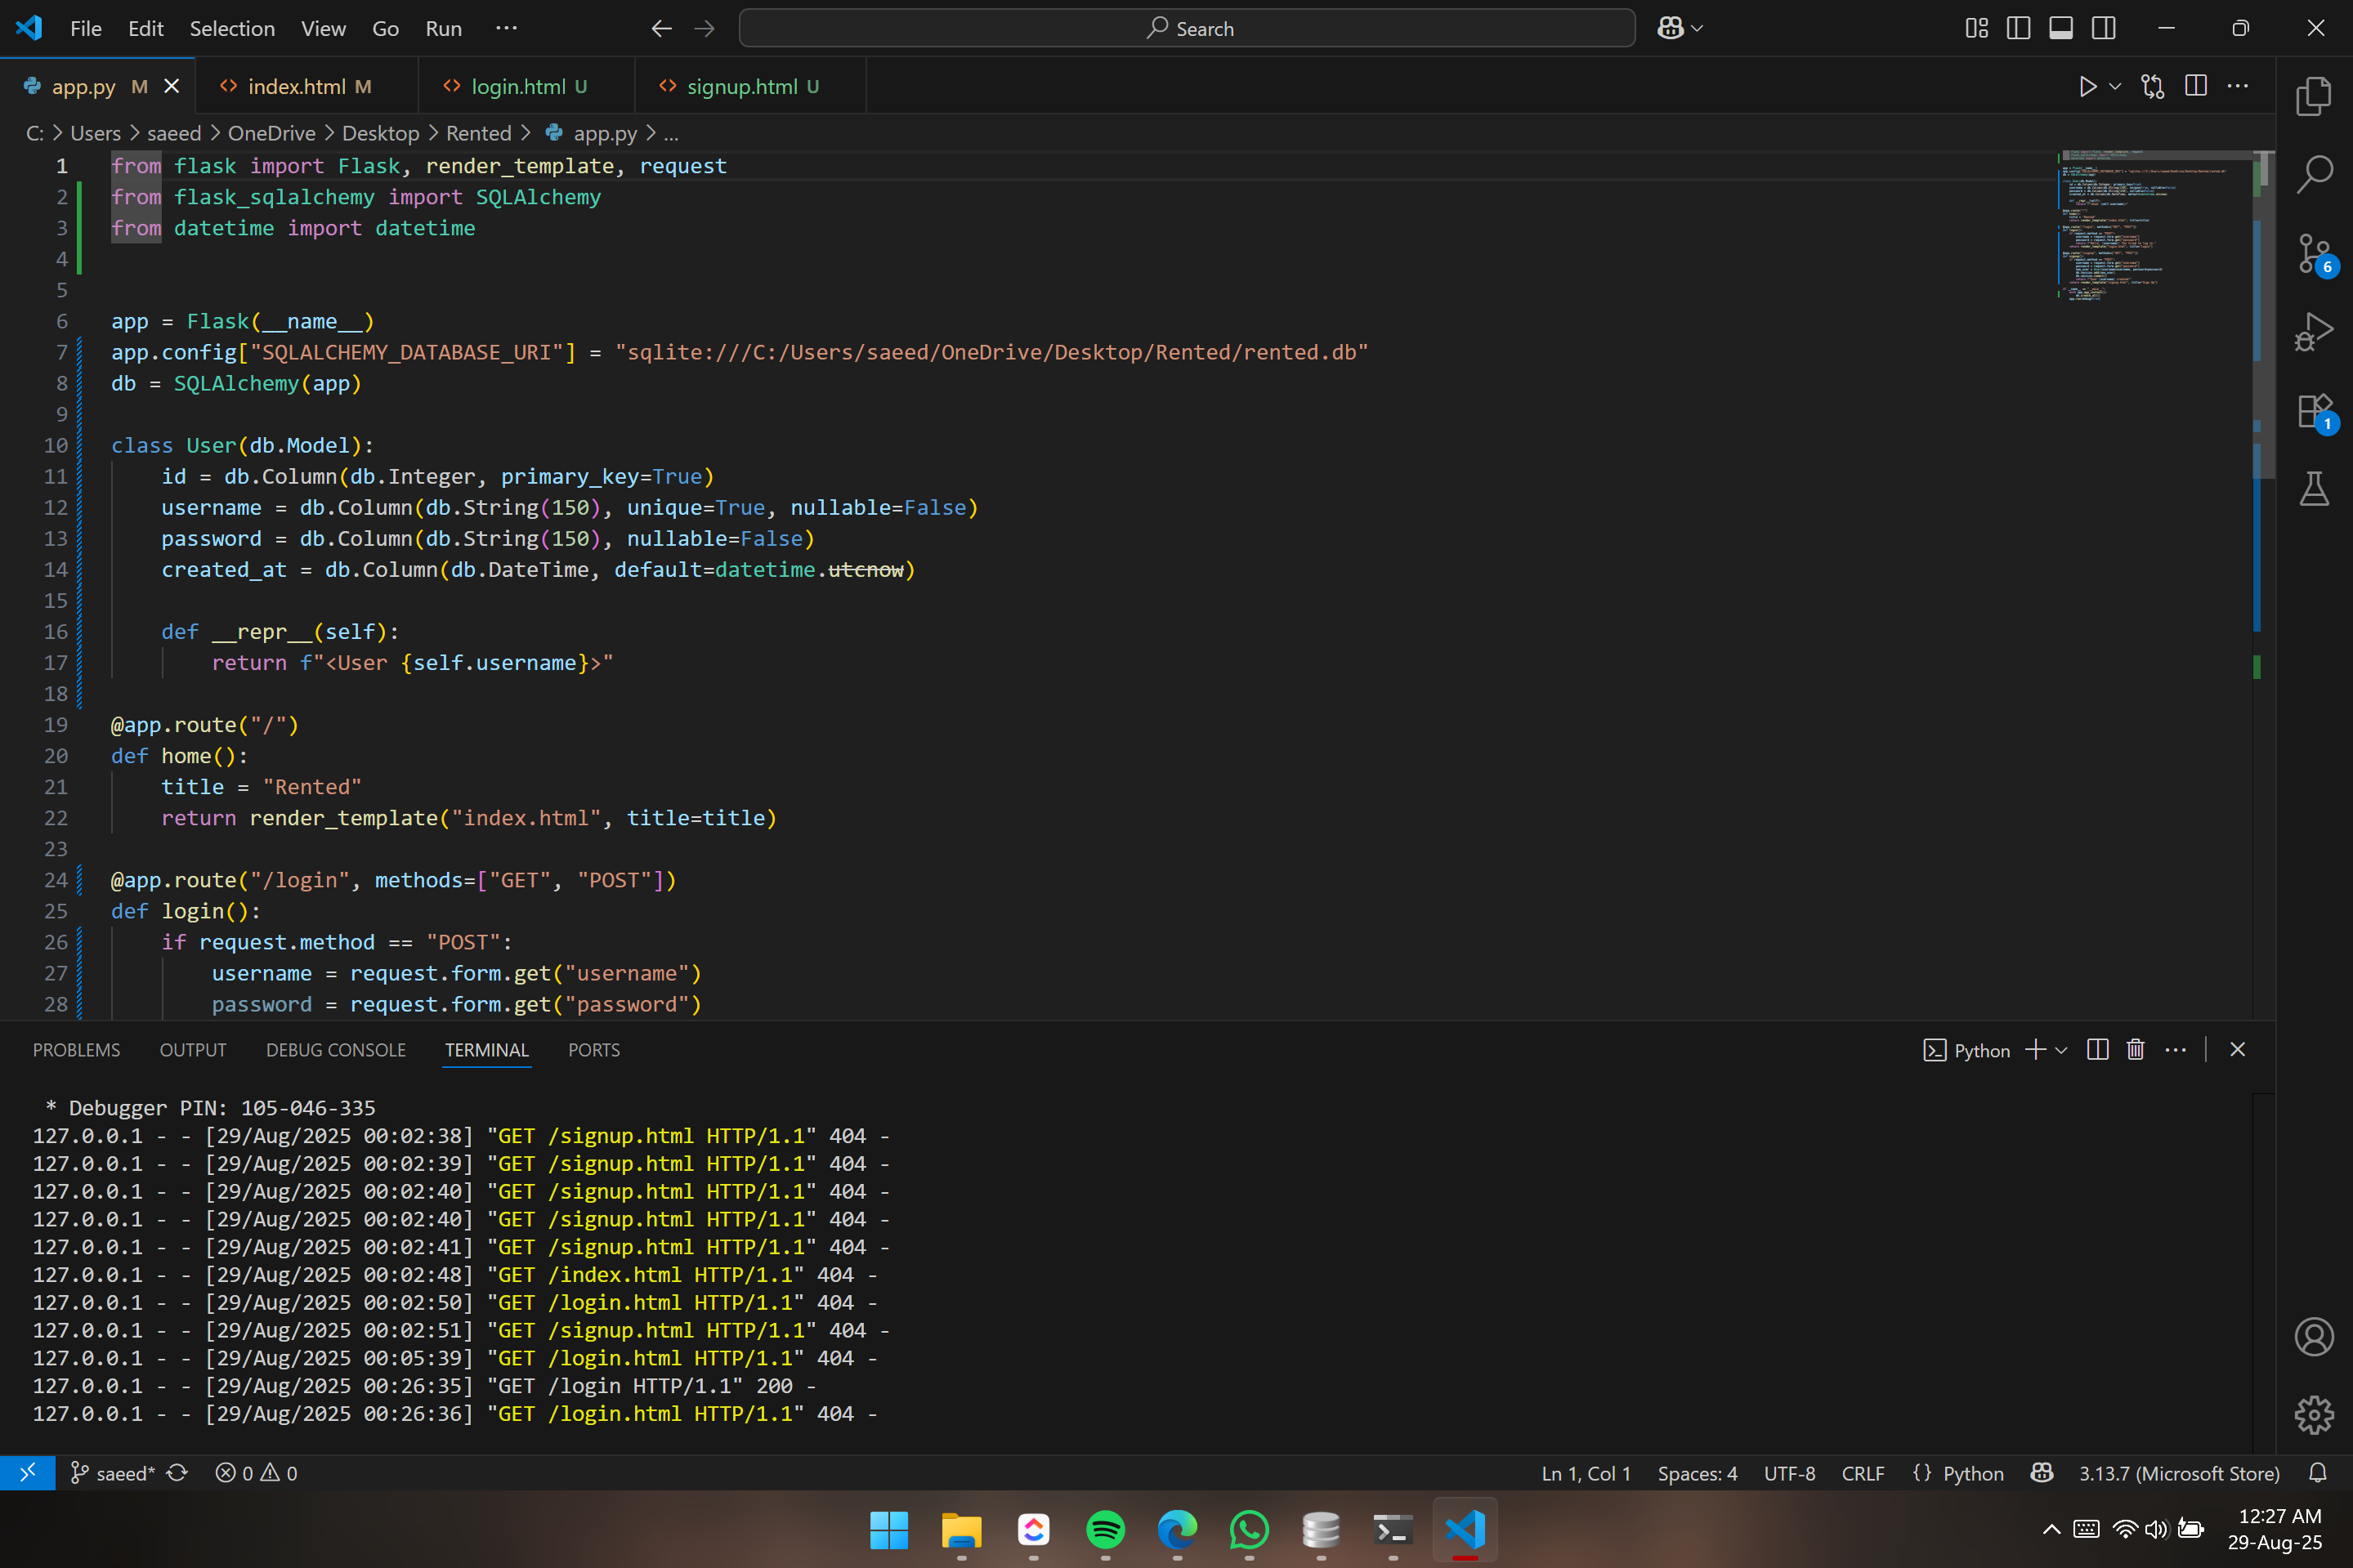 File Edit Selection View Go Run ··· Search
app.py M index.html M login.html U signup.html U
C: > Users > saeed > OneDrive > Desktop > Rented > app.py > ...
1 from flask import Flask, render_template, request
2 from flask_sqlalchemy import SQLAlchemy
3 from datetime import datetime
4
5
6 app = Flask(__name__)
7 app.config["SQLALCHEMY_DATABASE_URI"] = "sqlite:///C:/Users/saeed/OneDrive/Desktop/Rented/rented.db"
8 db = SQLAlchemy(app)
9
10 class User(db.Model):
11 id = db.Column(db.Integer, primary_key=True)
12 username = db.Column(db.String(150), unique=True, nullable=False)
13 password = db.Column(db.String(150), nullable=False)
14 created_at = db.Column(db.DateTime, default=datetime.utcnow)
15
16 def __repr__(self):
17 return f"<User {self.username}>"
18
19 @app.route("/")
20 def home():
21 title = "Rented"
22 return render_template("index.html", title=title)
23
24 @app.route("/login", methods=["GET", "POST"])
25 def login():
26 if request.method == "POST":
27 username = request.form.get("username")
28 password = request.form.get("password")
6
1
PROBLEMS OUTPUT DEBUG CONSOLE TERMINAL PORTS Python
* Debugger PIN: 105-046-335
127.0.0.1 - - [29/Aug/2025 00:02:38] "GET /signup.html HTTP/1.1" 404 -
127.0.0.1 - - [29/Aug/2025 00:02:39] "GET /signup.html HTTP/1.1" 404 -
127.0.0.1 - - [29/Aug/2025 00:02:40] "GET /signup.html HTTP/1.1" 404 -
127.0.0.1 - - [29/Aug/2025 00:02:40] "GET /signup.html HTTP/1.1" 404 -
127.0.0.1 - - [29/Aug/2025 00:02:41] "GET /signup.html HTTP/1.1" 404 -
127.0.0.1 - - [29/Aug/2025 00:02:48] "GET /index.html HTTP/1.1" 404 -
127.0.0.1 - - [29/Aug/2025 00:02:50] "GET /login.html HTTP/1.1" 404 -
127.0.0.1 - - [29/Aug/2025 00:02:51] "GET /signup.html HTTP/1.1" 404 -
127.0.0.1 - - [29/Aug/2025 00:05:39] "GET /login.html HTTP/1.1" 404 -
127.0.0.1 - - [29/Aug/2025 00:26:35] "GET /login HTTP/1.1" 200 -
127.0.0.1 - - [29/Aug/2025 00:26:36] "GET /login.html HTTP/1.1" 404 -
saeed* 0 0 Ln 1, Col 1 Spaces: 4 UTF-8 CRLF {} Python 3.13.7 (Microsoft Store)
12:27 AM
29-Aug-25